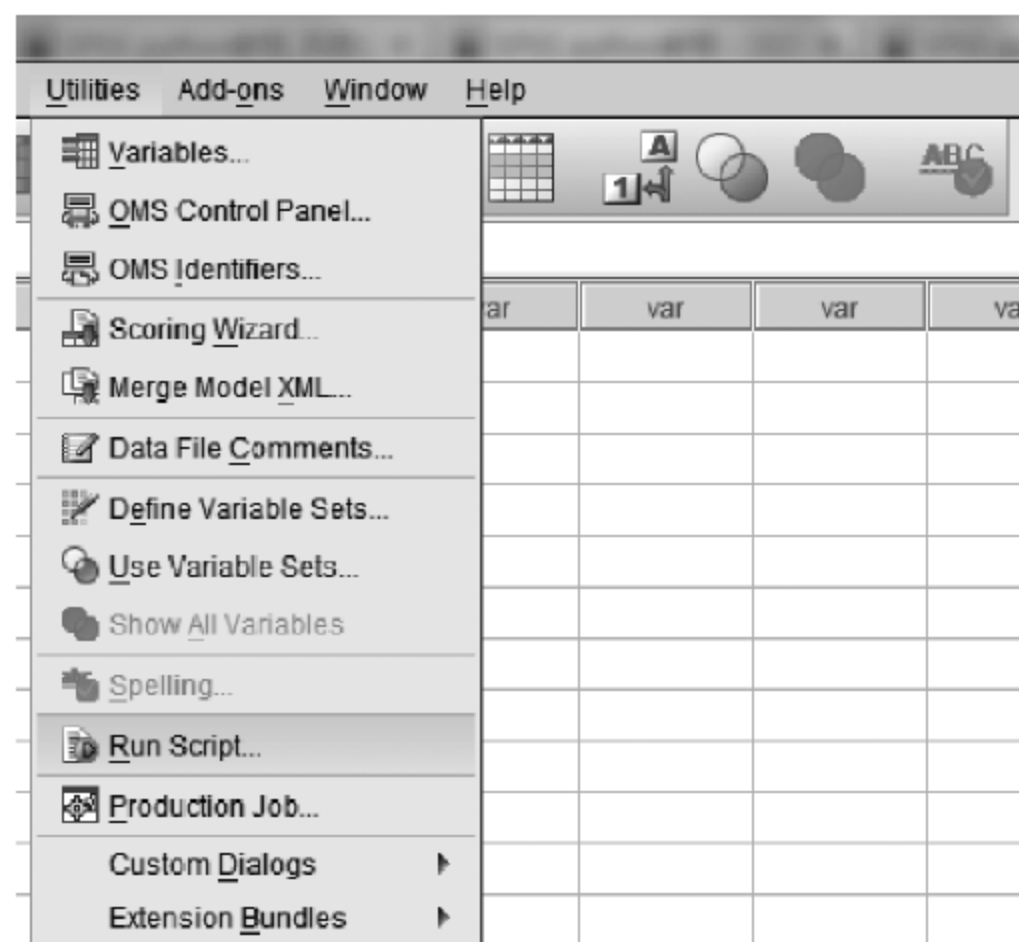 Utilities Add-ons Window Help
Variables...
A
1
ABC
OMS Control Panel...
OMS Identifiers...
var var var
Scoring Wizard...
Merge Model XML...
Data File Comments...
Define Variable Sets...
Use Variable Sets...
Show All Variables
Spelling...
Run Script...
Production Job...
Custom Dialogs
Extension Bundles